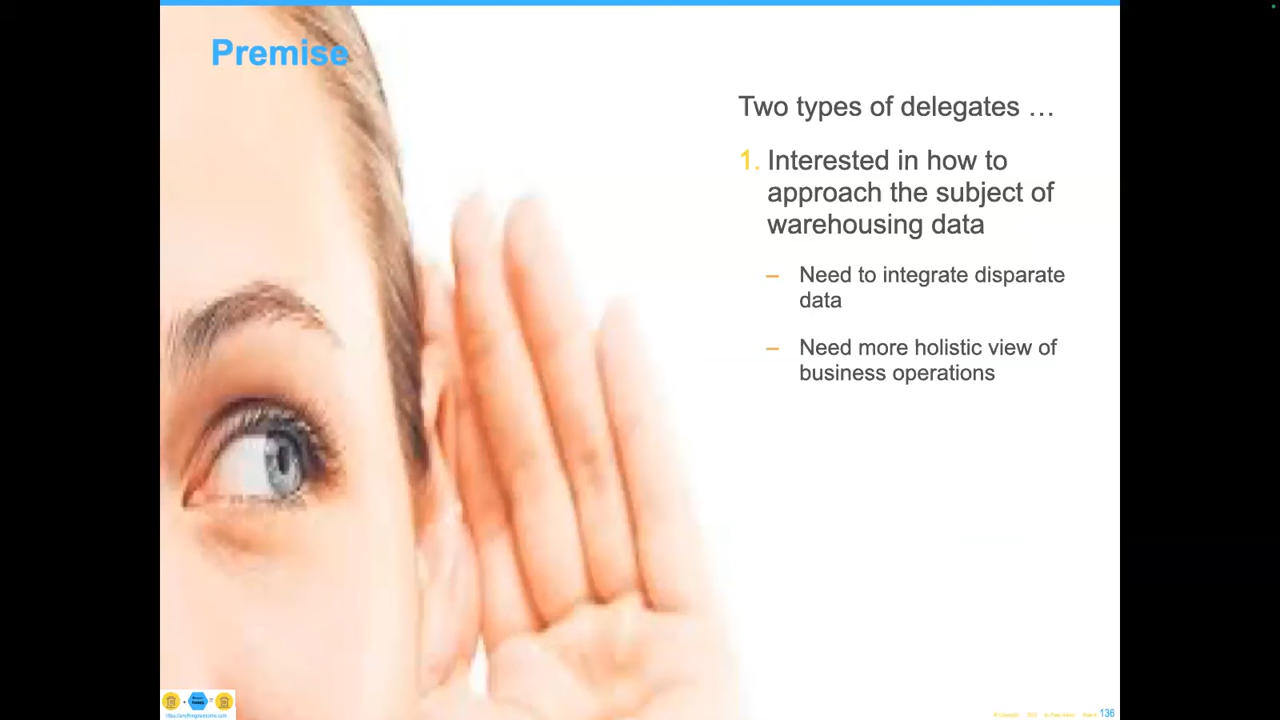 Premise
Two types of delegates …
1. Interested in how to
approach the subject of
warehousing data
– Need to integrate disparate
data
– Need more holistic view of
business operations
136